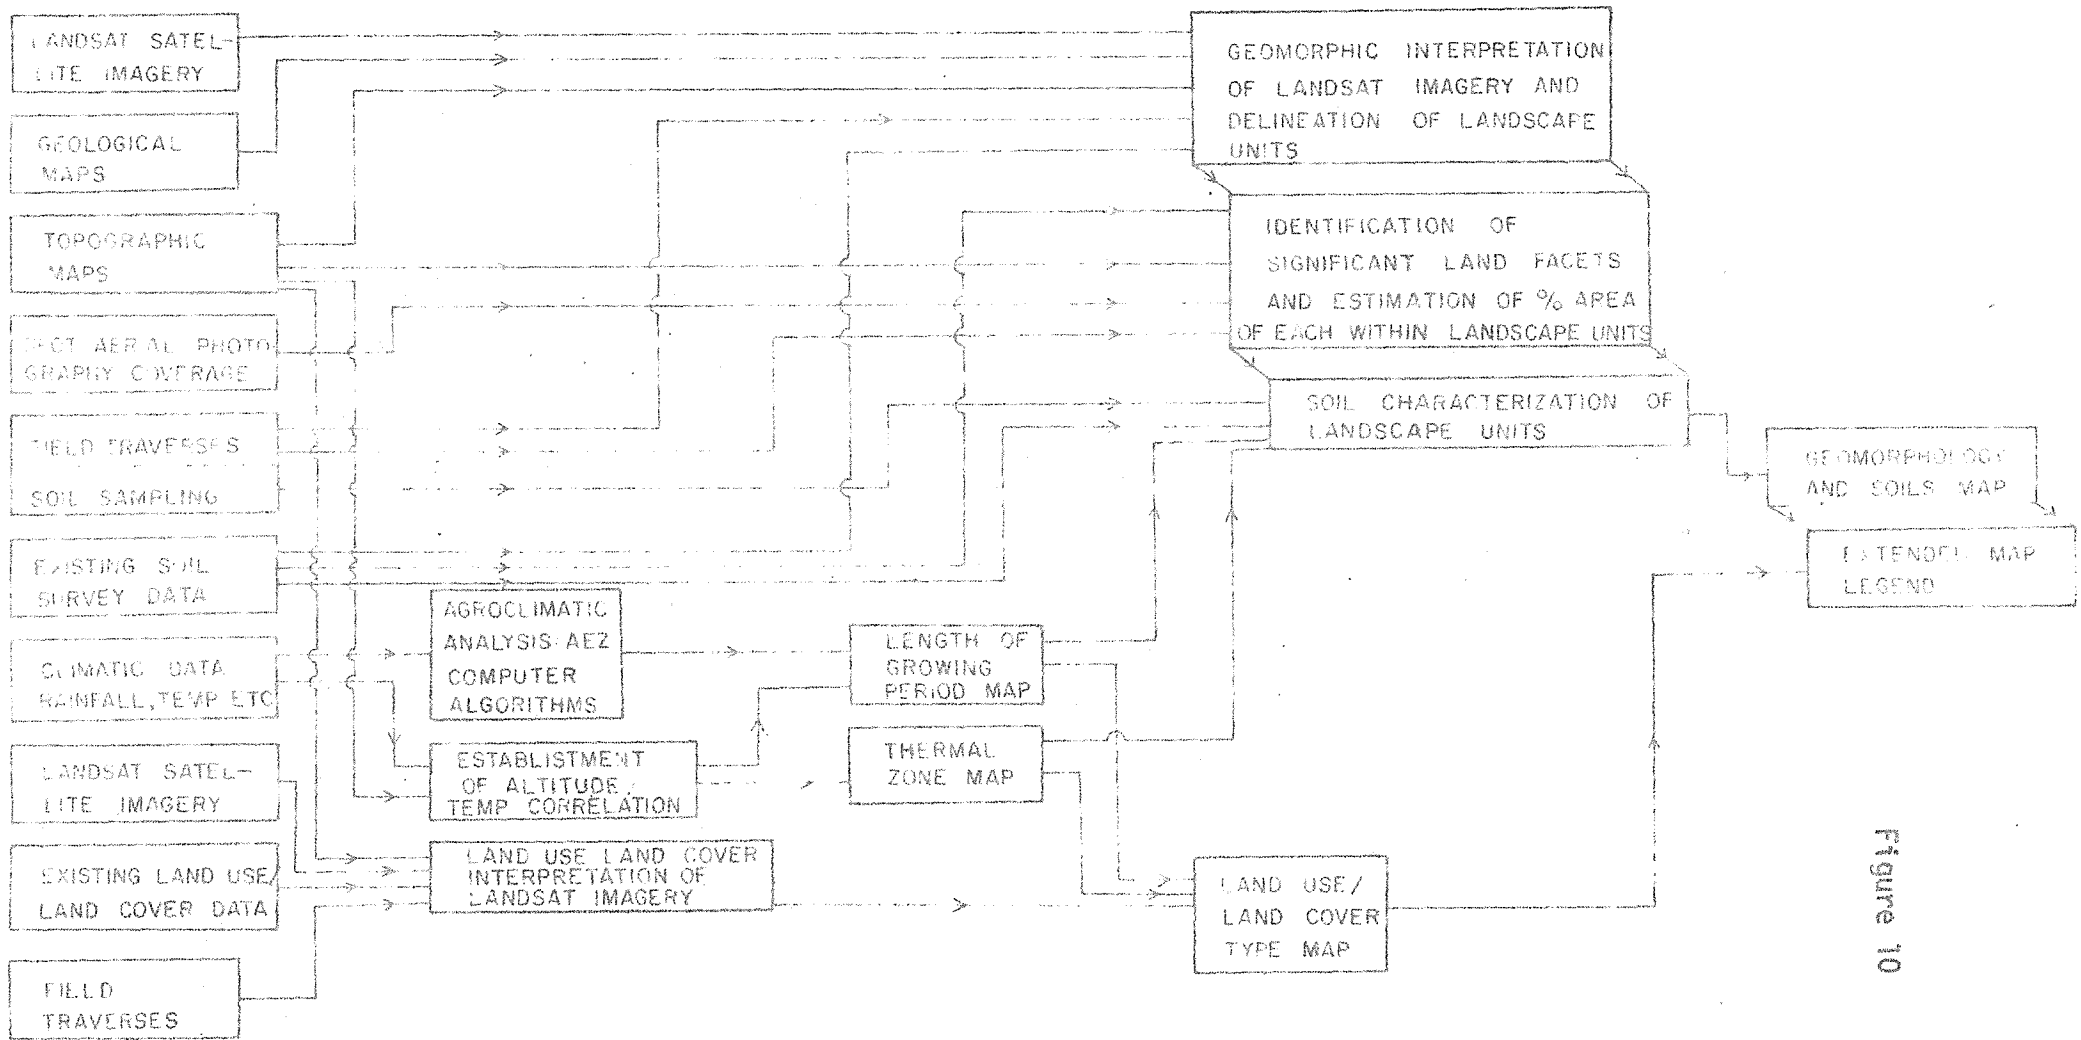 LANDSAT SATEL-
LITE IMAGERY
GEOLOGICAL
MAPS
TOPOGRAPHIC
MAPS
AERIAL PHOTO
GRAPHY COVERAGE
FIELD TRAVERSES
SOIL SAMPLING
EXISTING SOIL
SURVEY DATA
CLIMATIC DATA
RAINFALL, TEMP ETC
LANDSAT SATEL-
LITE IMAGERY
EXISTING LAND USE/
LAND COVER DATA
FIELD
TRAVERSES
AGROCLIMATIC
ANALYSIS: AEZ
COMPUTER
ALGORITHMS
ESTABLISTMENT
OF ALTITUDE/
TEMP CORRELATION
LAND USE LAND COVER
INTERPRETATION OF
LANDSAT IMAGERY
LENGTH OF
GROWING
PERIOD MAP
THERMAL
ZONE MAP
GEOMORPHIC INTERPRETATION
OF LANDSAT IMAGERY AND
DELINEATION OF LANDSCAPE
UNITS
IDENTIFICATION OF
SIGNIFICANT LAND FACETS
AND ESTIMATION OF % AREA
OF EACH WITHIN LANDSCAPE UNITS
SOIL CHARACTERIZATION OF
LANDSCAPE UNITS
LAND USE/
LAND COVER
TYPE MAP
GEOMORPHOLOGY
AND SOILS MAP
EXTENDED MAP
LEGEND
Figure 10